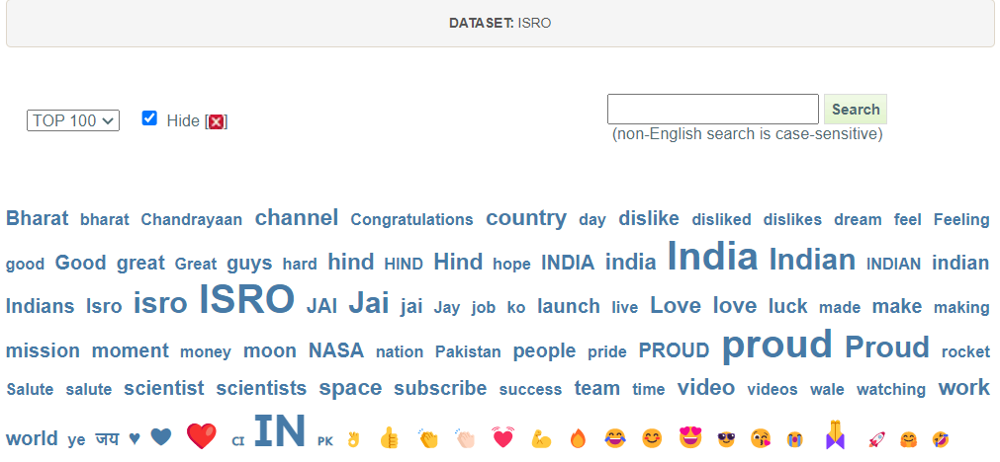 DATASET: ISRO
TOP 100 Hide [❌] Search
(non-English search is case-sensitive)
Bharat bharat Chandrayaan channel Congratulations country day dislike disliked dislikes dream feel Feeling
good Good great Great guys hard hind HIND Hind hope INDIA india India Indian INDIAN indian
Indians Isro isro ISRO JAI Jai jai Jay job ko launch live Love love luck made make making
mission moment money moon NASA nation Pakistan people pride PROUD proud Proud rocket
Salute salute scientist scientists space subscribe success team time video videos wale watching work
world ye जय ♥ 🖤 ❤️ CI IN PK 👌 👍 👏 👏🏻 💓 💪 🔥 😂 😊 😍 😎 😘 😭 🙏 🚀 🤗 🤣